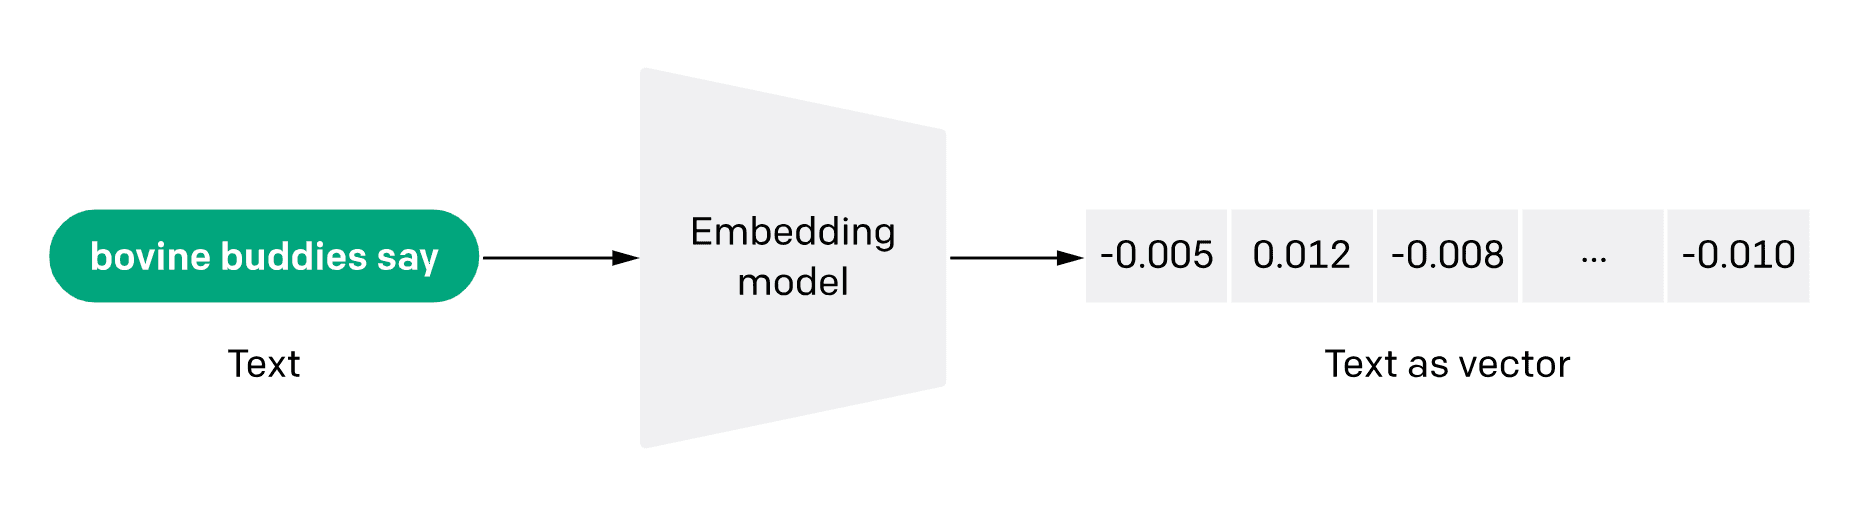 bovine buddies say
Text
Embedding
model
-0.005 0.012 -0.008 ... -0.010
Text as vector